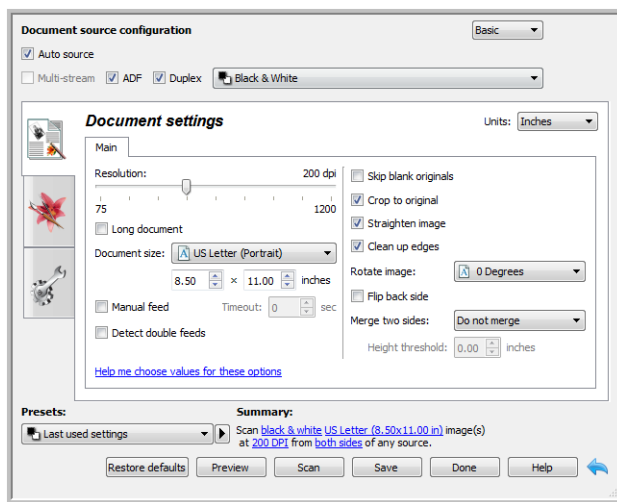 Document source configuration Basic
Auto source
Multi-stream ADF Duplex Black & White
Document settings Units: Inches
Main
Resolution: 200 dpi
75 1200
Long document
Document size: US Letter (Portrait)
8.50 × 11.00 inches
Manual feed Timeout: 0 sec
Detect double feeds
Skip blank originals
Crop to original
Straighten image
Clean up edges
Rotate image: 0 Degrees
Flip back side
Merge two sides: Do not merge
Height threshold: 0.00 inches
Help me choose values for these options
Presets:
Last used settings
Summary:
Scan black & white US Letter (8.50x11.00 in) image(s)
at 200 DPI from both sides of any source.
Restore defaults Preview Scan Save Done Help